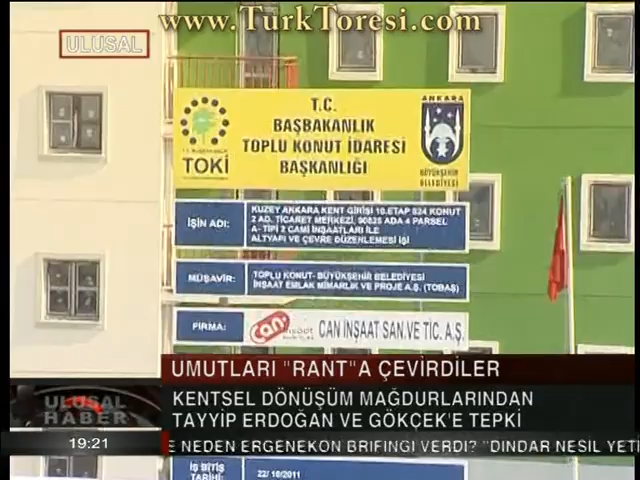 www.TurkToresi.com
ULUSAL
T.C.
BAŞBAKANLIK
TOPLU KONUT İDARESİ
BAŞKANLIĞI
TOKİ
ANKARA
BÜYÜKŞEHİR
BELEDİYESİ
İŞİN ADI:
KUZEY ANKARA KENT GİRİŞİ 10.ETAP 824 KONUT
2 AD. TİCARET MERKEZİ, 90825 ADA 4 PARSEL
A- TİPİ 2 CAMİ İNŞAATLARI İLE
ALTYAPI VE ÇEVRE DÜZENLEMESİ İŞİ
MÜŞAVİR:
TOPLU KONUT- BÜYÜKŞEHİR BELEDİYESİ
İNŞAAT EMLAK MİMARLIK VE PROJE A.Ş. (TOBAŞ)
FİRMA:
can
CAN İNŞAAT SAN.VE TİC. A.Ş.
UMUTLARI "RANT"A ÇEVİRDİLER
KENTSEL DÖNÜŞÜM MAĞDURLARINDAN
TAYYİP ERDOĞAN VE GÖKÇEK'E TEPKİ
ULUSAL
HABER
19:21
E NEDEN ERGENEKON BRİFİNGİ VERDİ? "DİNDAR NESİL YETİ
İŞ BİTİŞ
TARİHİ:
22/ 10/2011